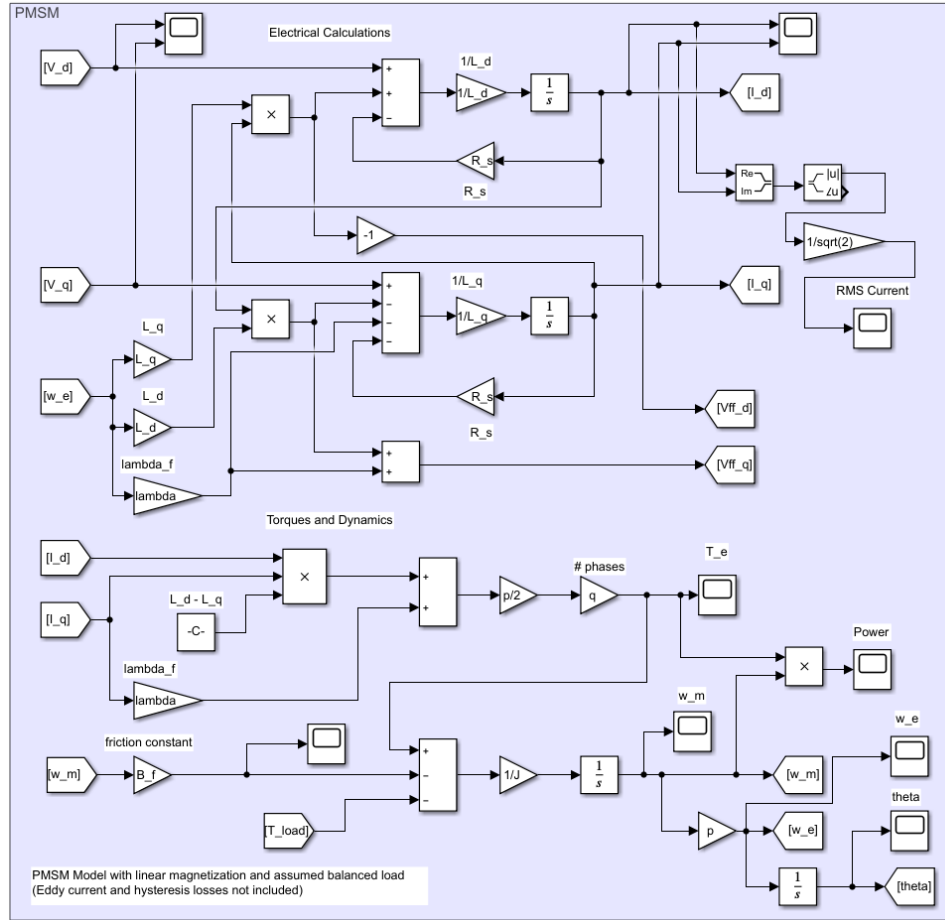 PMSM
Electrical Calculations
[V_d]
+
+
−
1/L_d
1/L_d
1
s
[I_d]
×
R_s
R_s
Re
Im
|u|
∠u
-1
1/sqrt(2)
[V_q]
+
−
−
−
1/L_q
1/L_q
1
s
[I_q]
RMS Current
×
L_q
L_q
[w_e]
L_d
L_d
R_s
R_s
[Vff_d]
lambda_f
lambda
+
+
[Vff_q]
Torques and Dynamics
[I_d]
×
+
+
p/2
# phases
q
T_e
[I_q]
L_d - L_q
-C-
Power
×
lambda_f
lambda
w_m
w_e
friction constant
[w_m]
B_f
+
−
−
1/J
1
s
[w_m]
theta
[T_load]
p
[w_e]
1
s
[theta]
PMSM Model with linear magnetization and assumed balanced load
(Eddy current and hysteresis losses not included)